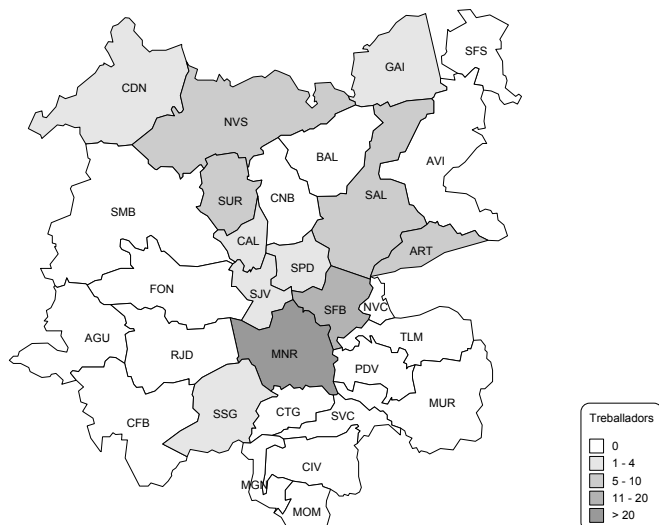 SFS
GAI
CDN
NVS
BAL
AVI
SUR
CNB
SAL
SMB
CAL
ART
SPD
FON
SJV
SFB
NVC
AGU
TLM
RJD
MNR
PDV
MUR
SSG
CTG
SVC
CFB
CIV
MGN
MOM
Treballadors
0
1 - 4
5 - 10
11 - 20
> 20